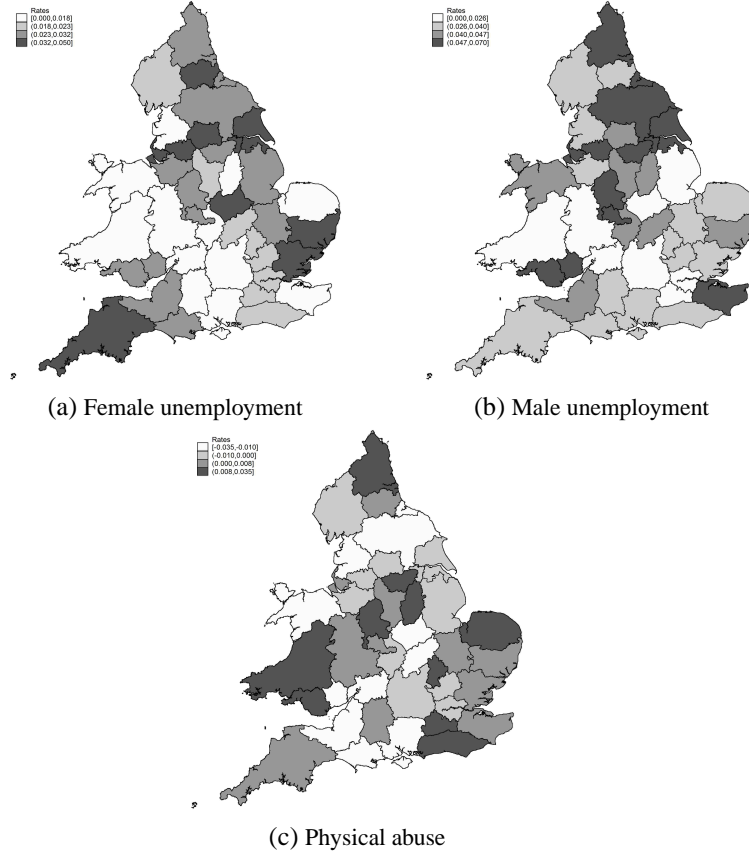 Rates
[0.000,0.018]
(0.018,0.023]
(0.023,0.032]
(0.032,0.050]
Rates
[0.000,0.026]
(0.026,0.040]
(0.040,0.047]
(0.047,0.070]
(a) Female unemployment
(b) Male unemployment
Rates
[-0.035,-0.010]
(-0.010,0.000]
(0.000,0.008]
(0.008,0.035]
(c) Physical abuse